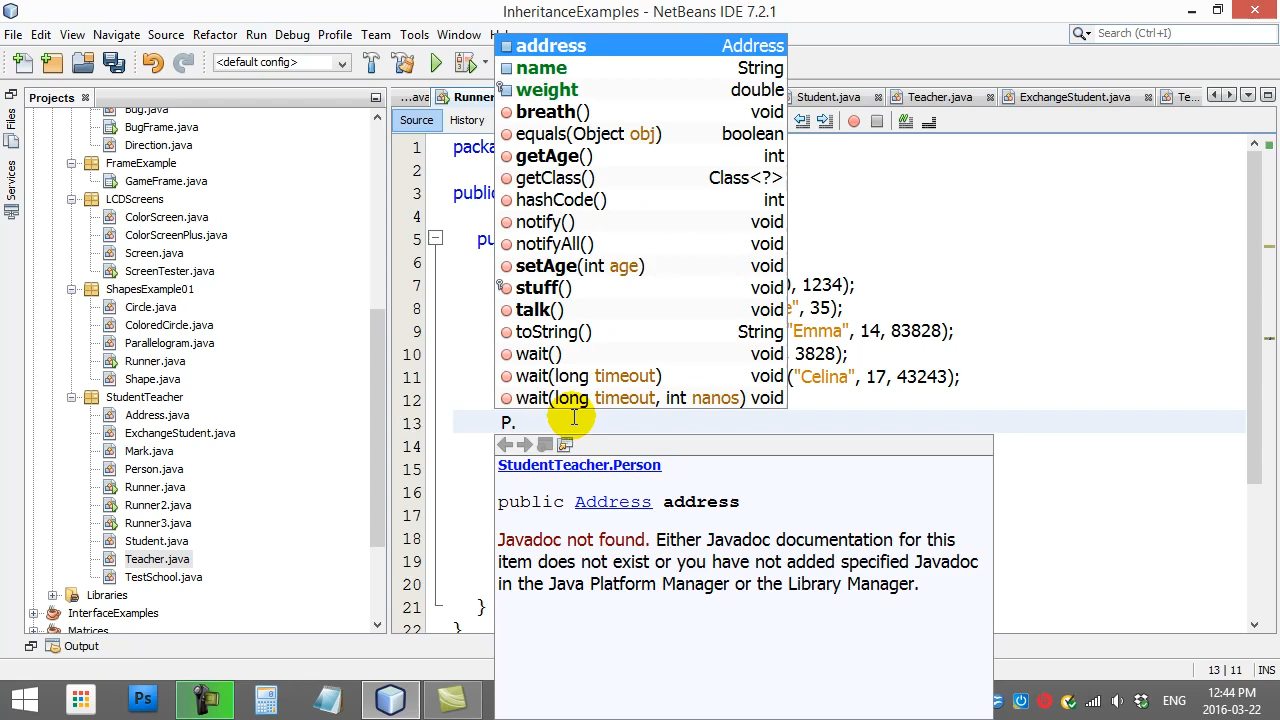 InheritanceExamples - NetBeans IDE 7.2.1
File Edit View Navigate Source Refactor Run Debug Profile Team Tools Window
Search (Ctrl+I)
<default config>
Projects
...ava Runner Student.java Teacher.java ExchangeStudent.java Te...
Files
Services
Source History
Bug.java
BugFrame.java
Direction.java
FrameExample
GameFrame.java
LCDScreens
ColorScreen.java
ColorScreenPlus.java
Screen.java
ScreenTester.java
ShapesExample01
Circle.java
ColoredCircle.java
Parallelogram.java
Runner.java
Shape.java
StudentTeacher
Address.java
ExchangeStudent.java
Mark.java
Person.java
Runner.java
Runner2.java
Runner3.java
Student.java
Teacher.java
TestSchool.java
Libraries
InterfaceExamples
Matrices
Output
1 packa
2
3 public
4
5 pu
6
7 0, 1234);
8 e", 35);
9 "Emma", 14, 83828);
10 3828);
11 ("Celina", 17, 43243);
12
13 P.
14
15
16
17
18
19
20
21 }
22 }
address Address
name String
weight double
breath() void
equals(Object obj) boolean
getAge() int
getClass() Class<?>
hashCode() int
notify() void
notifyAll() void
setAge(int age) void
stuff() void
talk() void
toString() String
wait() void
wait(long timeout) void
wait(long timeout, int nanos) void
StudentTeacher.Person
public Address address
Javadoc not found. Either Javadoc documentation for this
item does not exist or you have not added specified Javadoc
in the Java Platform Manager or the Library Manager.
13 | 11 INS
Ps
ENG
12:44 PM
2016-03-22